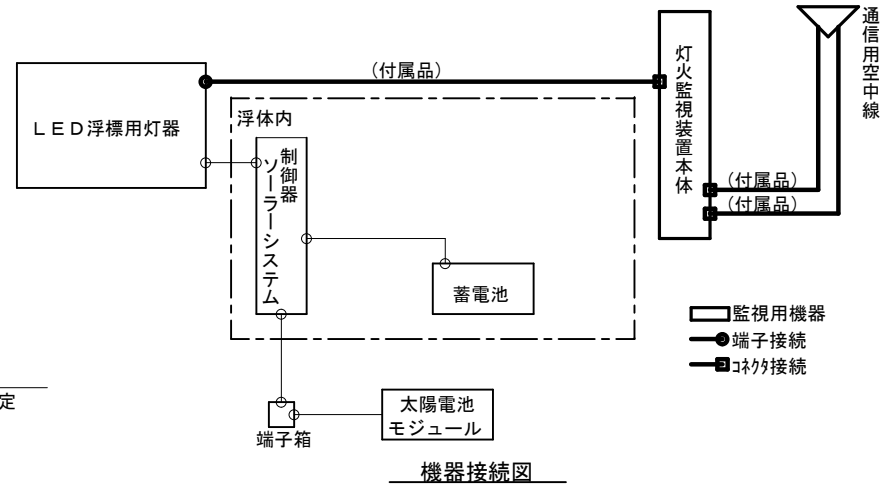 通信用空中線
(付属品)
灯火監視装置本体
LED浮標用灯器
浮体内
制御器
ソーラーシステム
(付属品)
(付属品)
蓄電池
監視用機器
端子接続
コネクタ接続
定
太陽電池
モジュール
端子箱
機器接続図